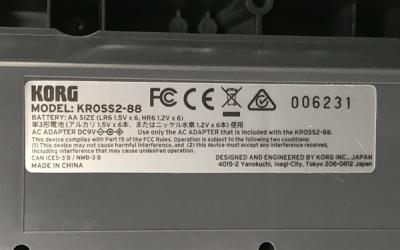 KORG
MODEL: KROSS2-88
FC CE 006231
BATTERY: AA SIZE (LR6 1.5V x 6, HR6 1.2V x 6)
単3形電池 (アルカリ 1.5V x 6本、またはニッケル水素 1.2V x 6本) 使用
AC ADAPTER DC9V Use only the AC ADAPTER that is included with the KROSS2-88.
This Device complies with Part 15 of the FCC Rules. Operation is subject to the following two conditions:
(1) This device may not cause harmful interference, and
(2) this device must accept any interference received, including interference that may cause undesired operation.
CAN ICES-3 B / NMB-3 B
MADE IN CHINA
DESIGNED AND ENGINEERED BY KORG INC., JAPAN
4015-2 Yanokuchi, Inagi-City, Tokyo 206-0812 Japan